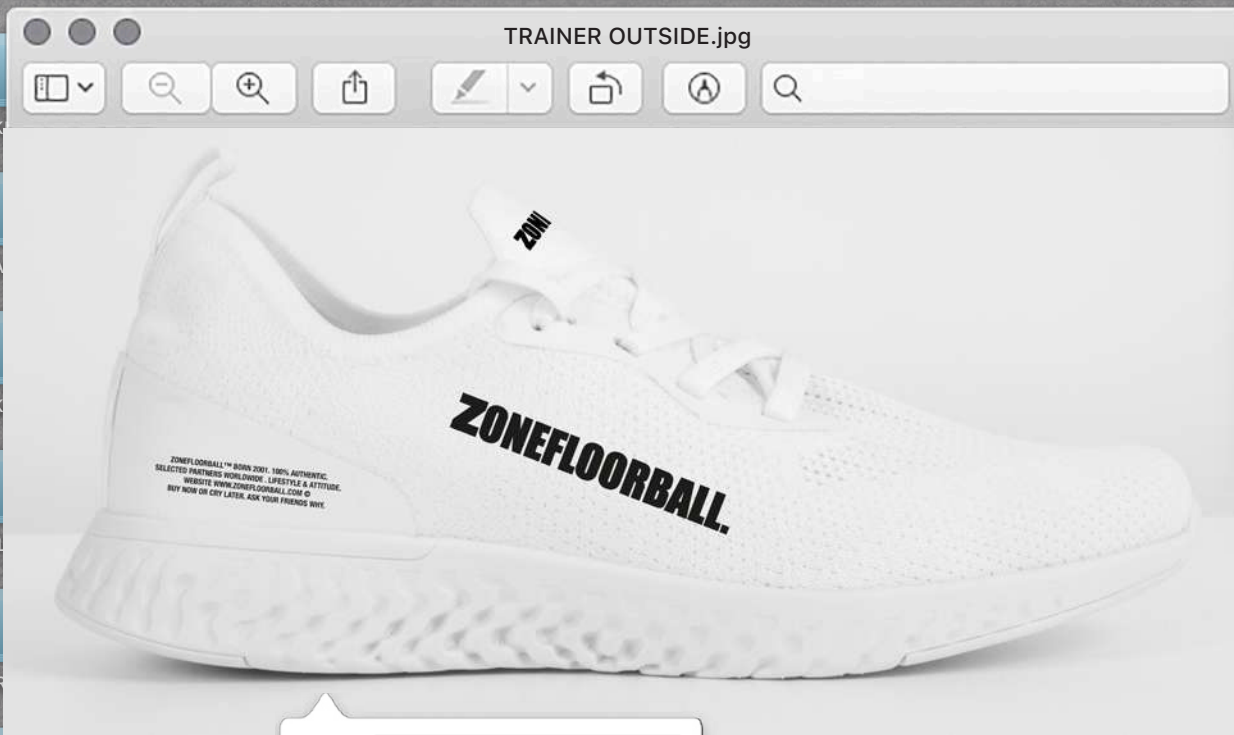 TRAINER OUTSIDE.jpg
ZON
ZONEFLOORBALL.
ZONEFLOORBALL™ BORN 2001. 100% AUTHENTIC.
SELECTED PARTNERS WORLDWIDE . LIFESTYLE & ATTITUDE.
WEBSITE WWW.ZONEFLOORBALL.COM ©
BUY NOW OR CRY LATER. ASK YOUR FRIENDS WHY.